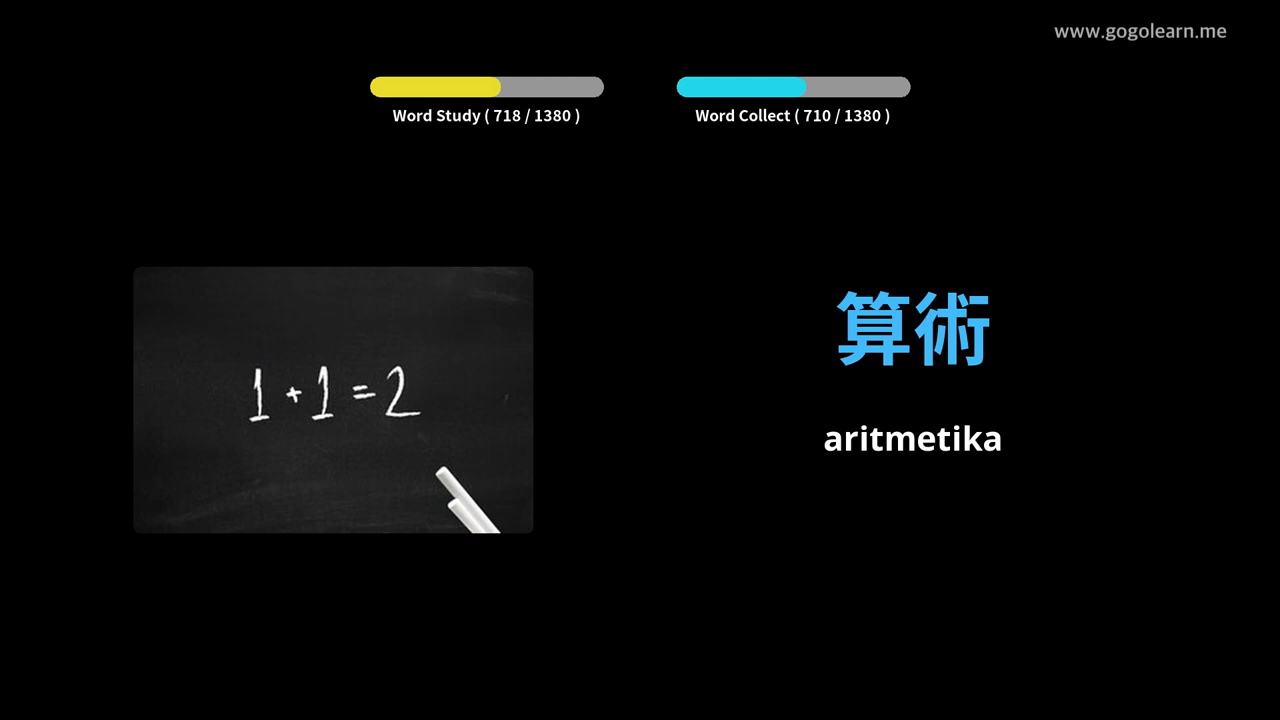 www.gogolearn.me
Word Study ( 718 / 1380 )
Word Collect ( 710 / 1380 )
1 + 1 = 2
算術
aritmetika